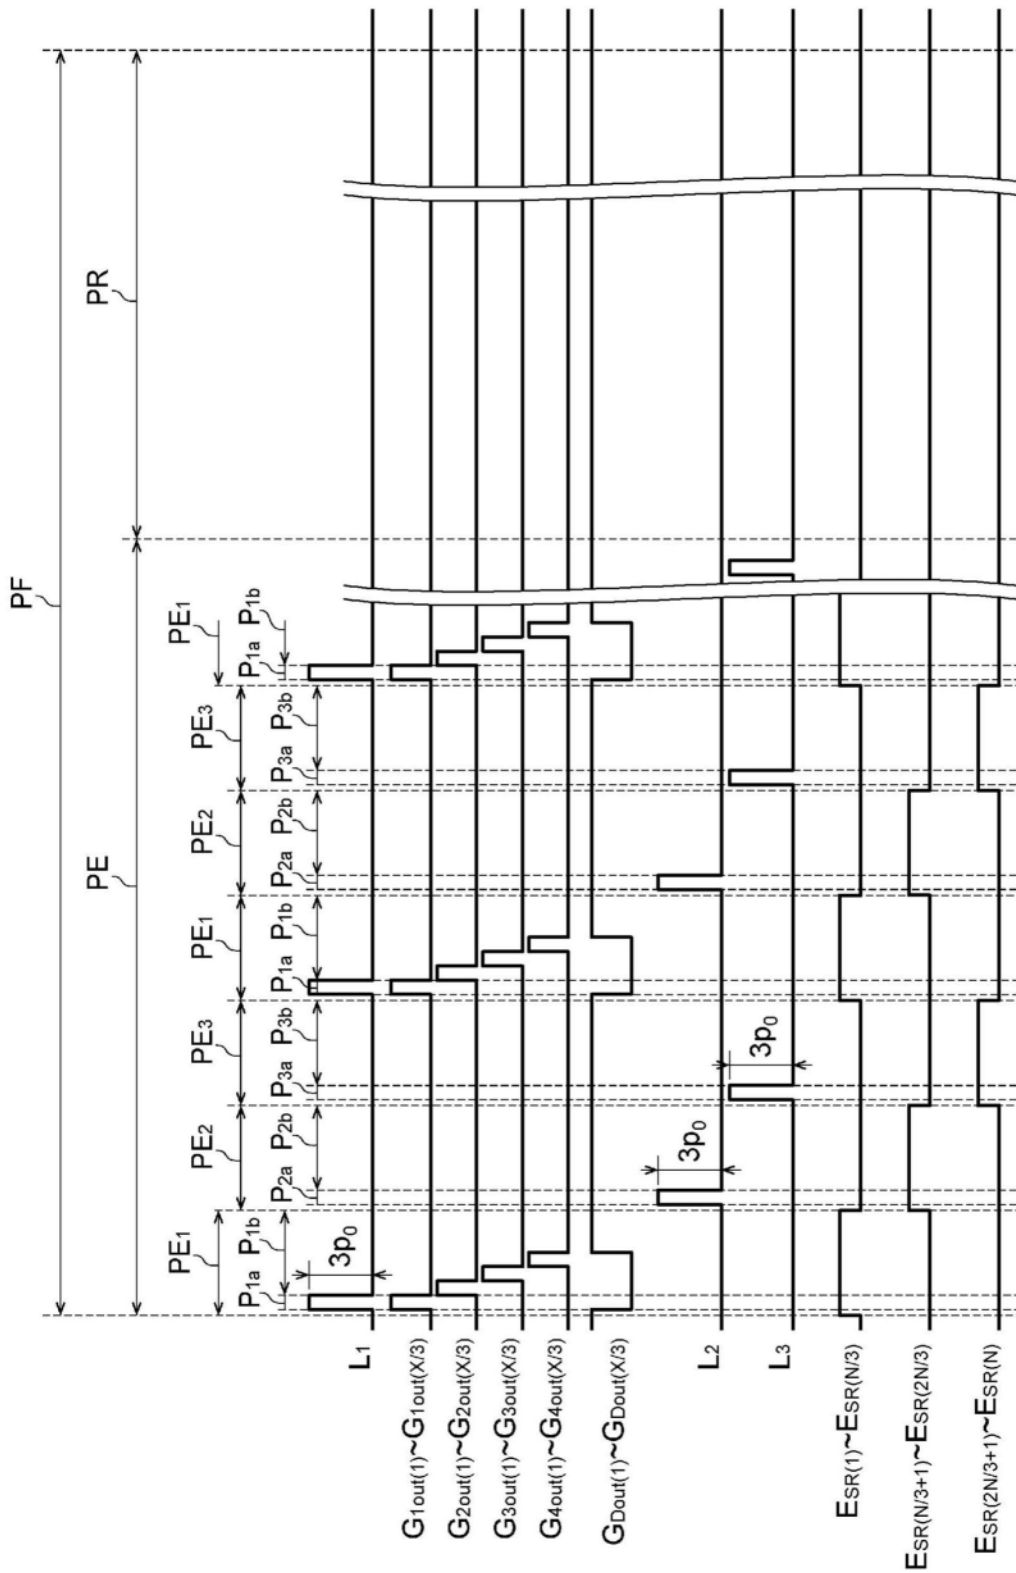 PF
PE
PR
PE1
PE2
PE3
PE1
PE2
PE3
PE1
P1a
P1b
P2a
P2b
P3a
P3b
P1a
P1b
P2a
P2b
P3a
P3b
P1a
P1b
3p0
L1
G1out(1)~G1out(X/3)
G2out(1)~G2out(X/3)
G3out(1)~G3out(X/3)
G4out(1)~G4out(X/3)
GDout(1)~GDout(X/3)
3p0
L2
3p0
L3
ESR(1)~ESR(N/3)
ESR(N/3+1)~ESR(2N/3)
ESR(2N/3+1)~ESR(N)